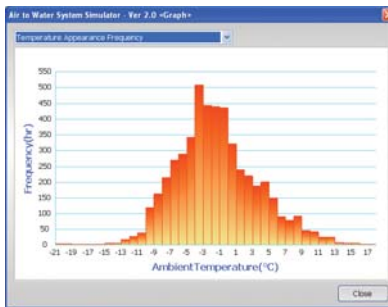 Air to Water System Simulator - Ver 2.0 <Graph>
Temperature Appearance Frequency
550
500
450
400
350
300
250
200
150
100
50
0
Frequency(hr)
-21 -19 -17 -15 -13 -11 -9 -7 -5 -3 -1 1 3 5 7 9 11 13 15 17
AmbientTemperature(°C)
Close